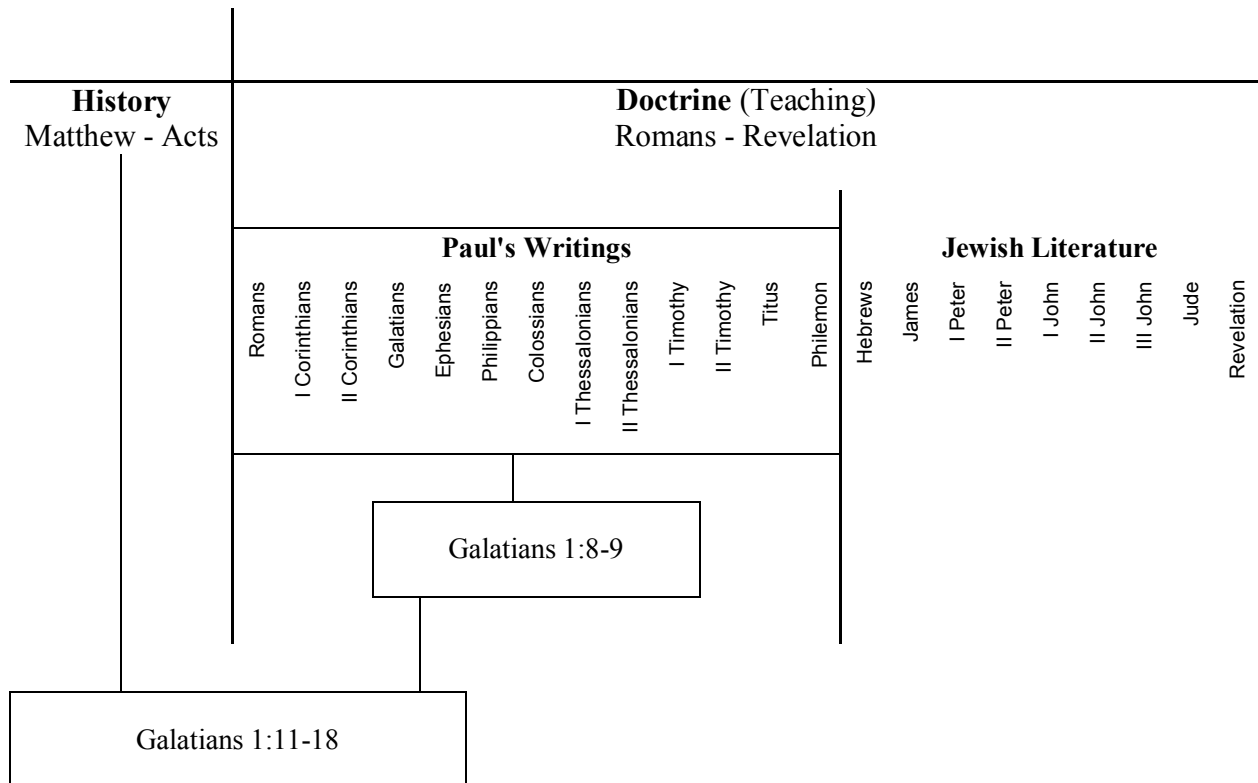 History
Matthew - Acts
Doctrine (Teaching)
Romans - Revelation
Paul's Writings
Jewish Literature
Romans
I Corinthians
II Corinthians
Galatians
Ephesians
Philippians
Colossians
I Thessalonians
II Thessalonians
I Timothy
II Timothy
Titus
Philemon
Hebrews
James
I Peter
II Peter
I John
II John
III John
Jude
Revelation
Galatians 1:8-9
Galatians 1:11-18